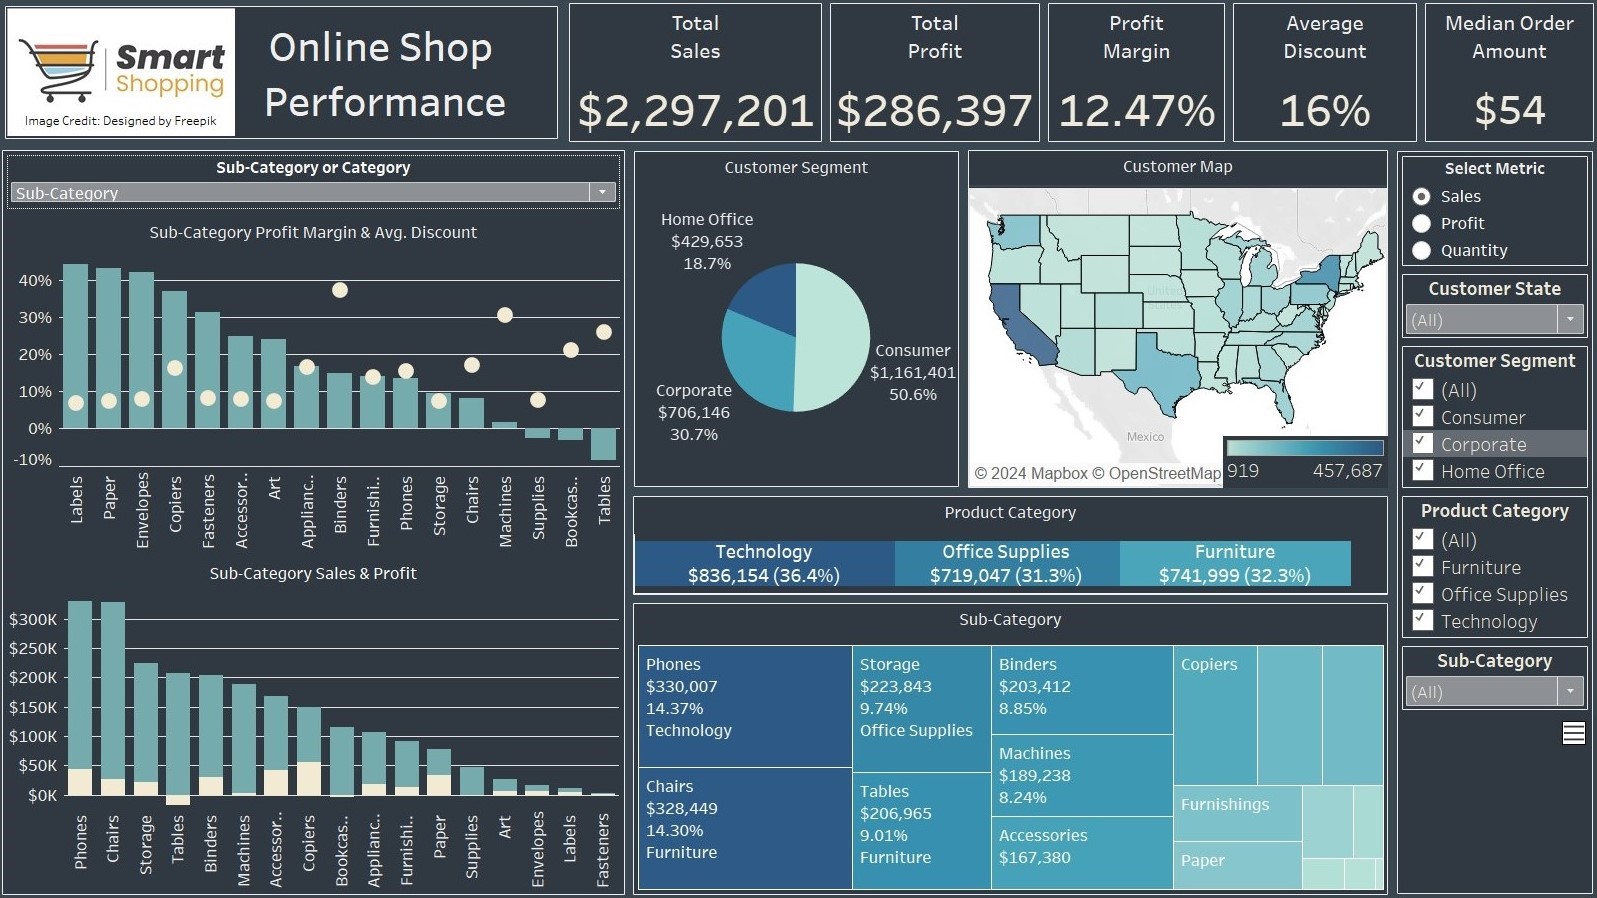 Smart
Shopping
Image Credit: Designed by Freepik
Online Shop
Performance
Total
Sales
$2,297,201
Total
Profit
$286,397
Profit
Margin
12.47%
Average
Discount
16%
Median Order
Amount
$54
Sub-Category or Category
Sub-Category
Sub-Category Profit Margin & Avg. Discount
40%
30%
20%
10%
0%
-10%
Labels
Paper
Envelopes
Copiers
Fasteners
Accessor..
Art
Applianc..
Binders
Furnishi..
Phones
Storage
Chairs
Machines
Supplies
Bookcas..
Tables
Sub-Category Sales & Profit
$300K
$250K
$200K
$150K
$100K
$50K
$0K
Phones
Chairs
Storage
Tables
Binders
Machines
Accessor..
Copiers
Bookcas..
Applianc..
Furnishi..
Paper
Supplies
Art
Envelopes
Labels
Fasteners
Customer Segment
Home Office
$429,653
18.7%
Consumer
$1,161,401
50.6%
Corporate
$706,146
30.7%
Customer Map
United
Mexico
© 2024 Mapbox © OpenStreetMap
919 457,687
Product Category
Technology
$836,154 (36.4%)
Office Supplies
$719,047 (31.3%)
Furniture
$741,999 (32.3%)
Sub-Category
Phones
$330,007
14.37%
Technology
Chairs
$328,449
14.30%
Furniture
Storage
$223,843
9.74%
Office Supplies
Tables
$206,965
9.01%
Furniture
Binders
$203,412
8.85%
Machines
$189,238
8.24%
Accessories
$167,380
Copiers
Furnishings
Paper
Select Metric
Sales
Profit
Quantity
Customer State
(All)
Customer Segment
(All)
Consumer
Corporate
Home Office
Product Category
(All)
Furniture
Office Supplies
Technology
Sub-Category
(All)